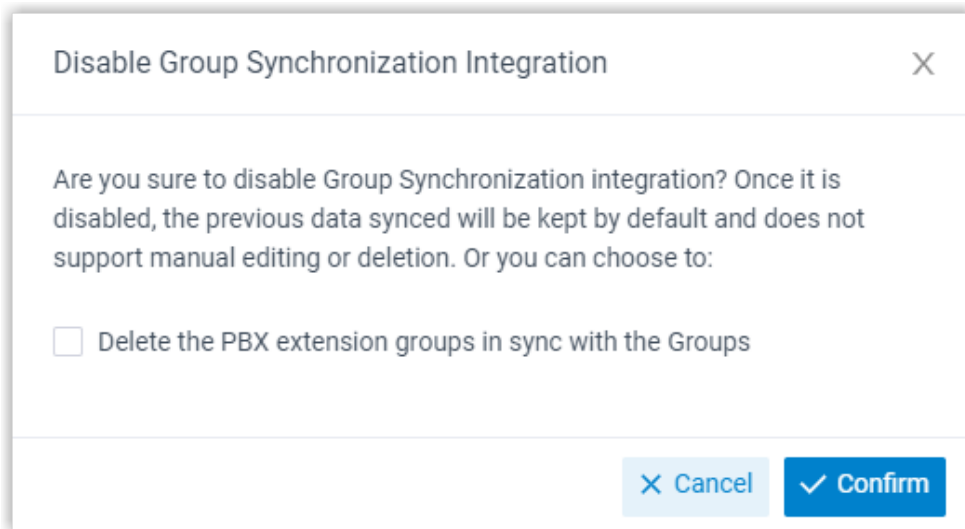 Disable Group Synchronization Integration
X
Are you sure to disable Group Synchronization integration? Once it is
disabled, the previous data synced will be kept by default and does not
support manual editing or deletion. Or you can choose to:
Delete the PBX extension groups in sync with the Groups
Cancel
Confirm